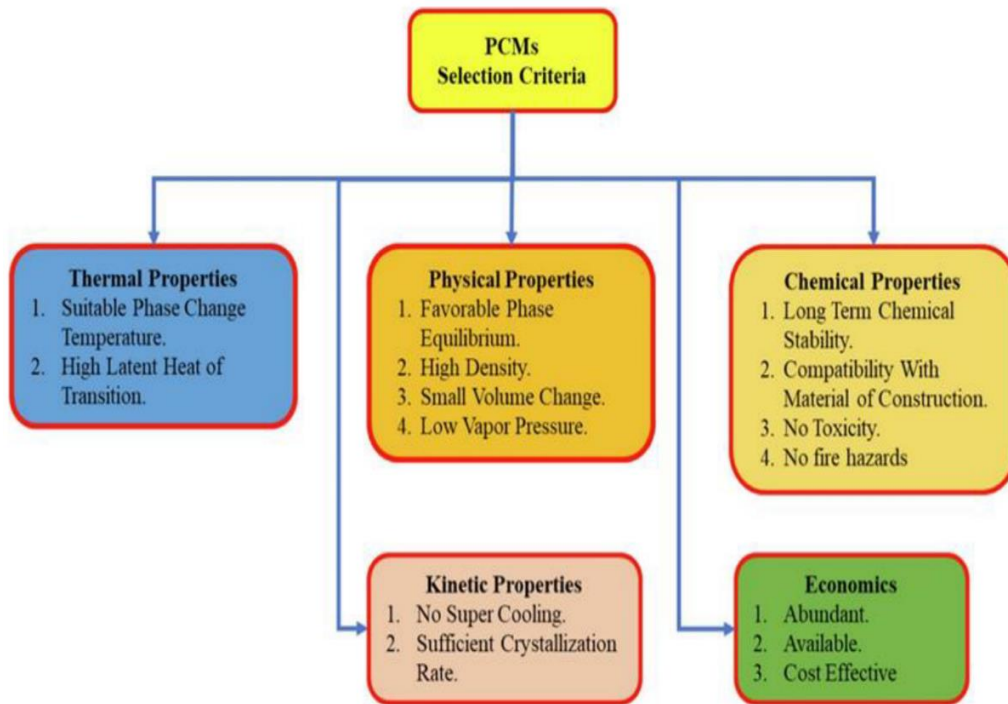 PCMs
Selection Criteria
Thermal Properties
1. Suitable Phase Change
Temperature.
2. High Latent Heat of
Transition.
Physical Properties
1. Favorable Phase
Equilibrium.
2. High Density.
3. Small Volume Change.
4. Low Vapor Pressure.
Chemical Properties
1. Long Term Chemical
Stability.
2. Compatibility With
Material of Construction.
3. No Toxicity.
4. No fire hazards
Kinetic Properties
1. No Super Cooling.
2. Sufficient Crystallization
Rate.
Economics
1. Abundant.
2. Available.
3. Cost Effective